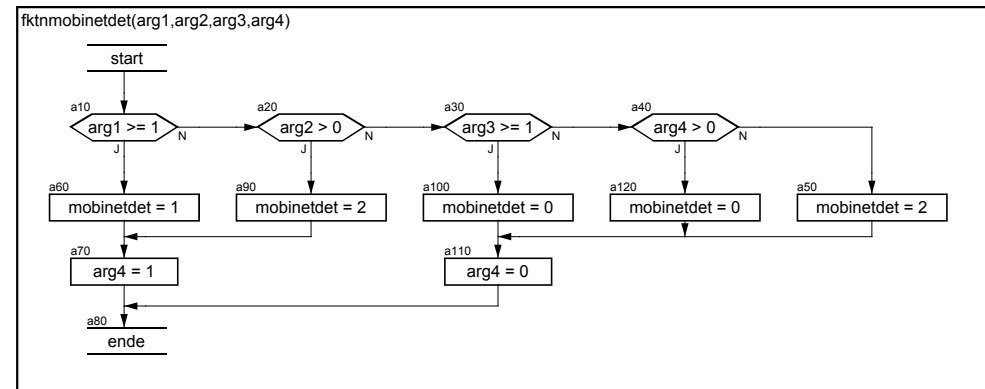 fktnmobinetdet(arg1,arg2,arg3,arg4)
start
a10
arg1 >= 1
N
J
a20
arg2 > 0
N
J
a30
arg3 >= 1
N
J
a40
arg4 > 0
N
J
a60
mobinetdet = 1
a90
mobinetdet = 2
a100
mobinetdet = 0
a120
mobinetdet = 0
a50
mobinetdet = 2
a70
arg4 = 1
a110
arg4 = 0
a80
ende